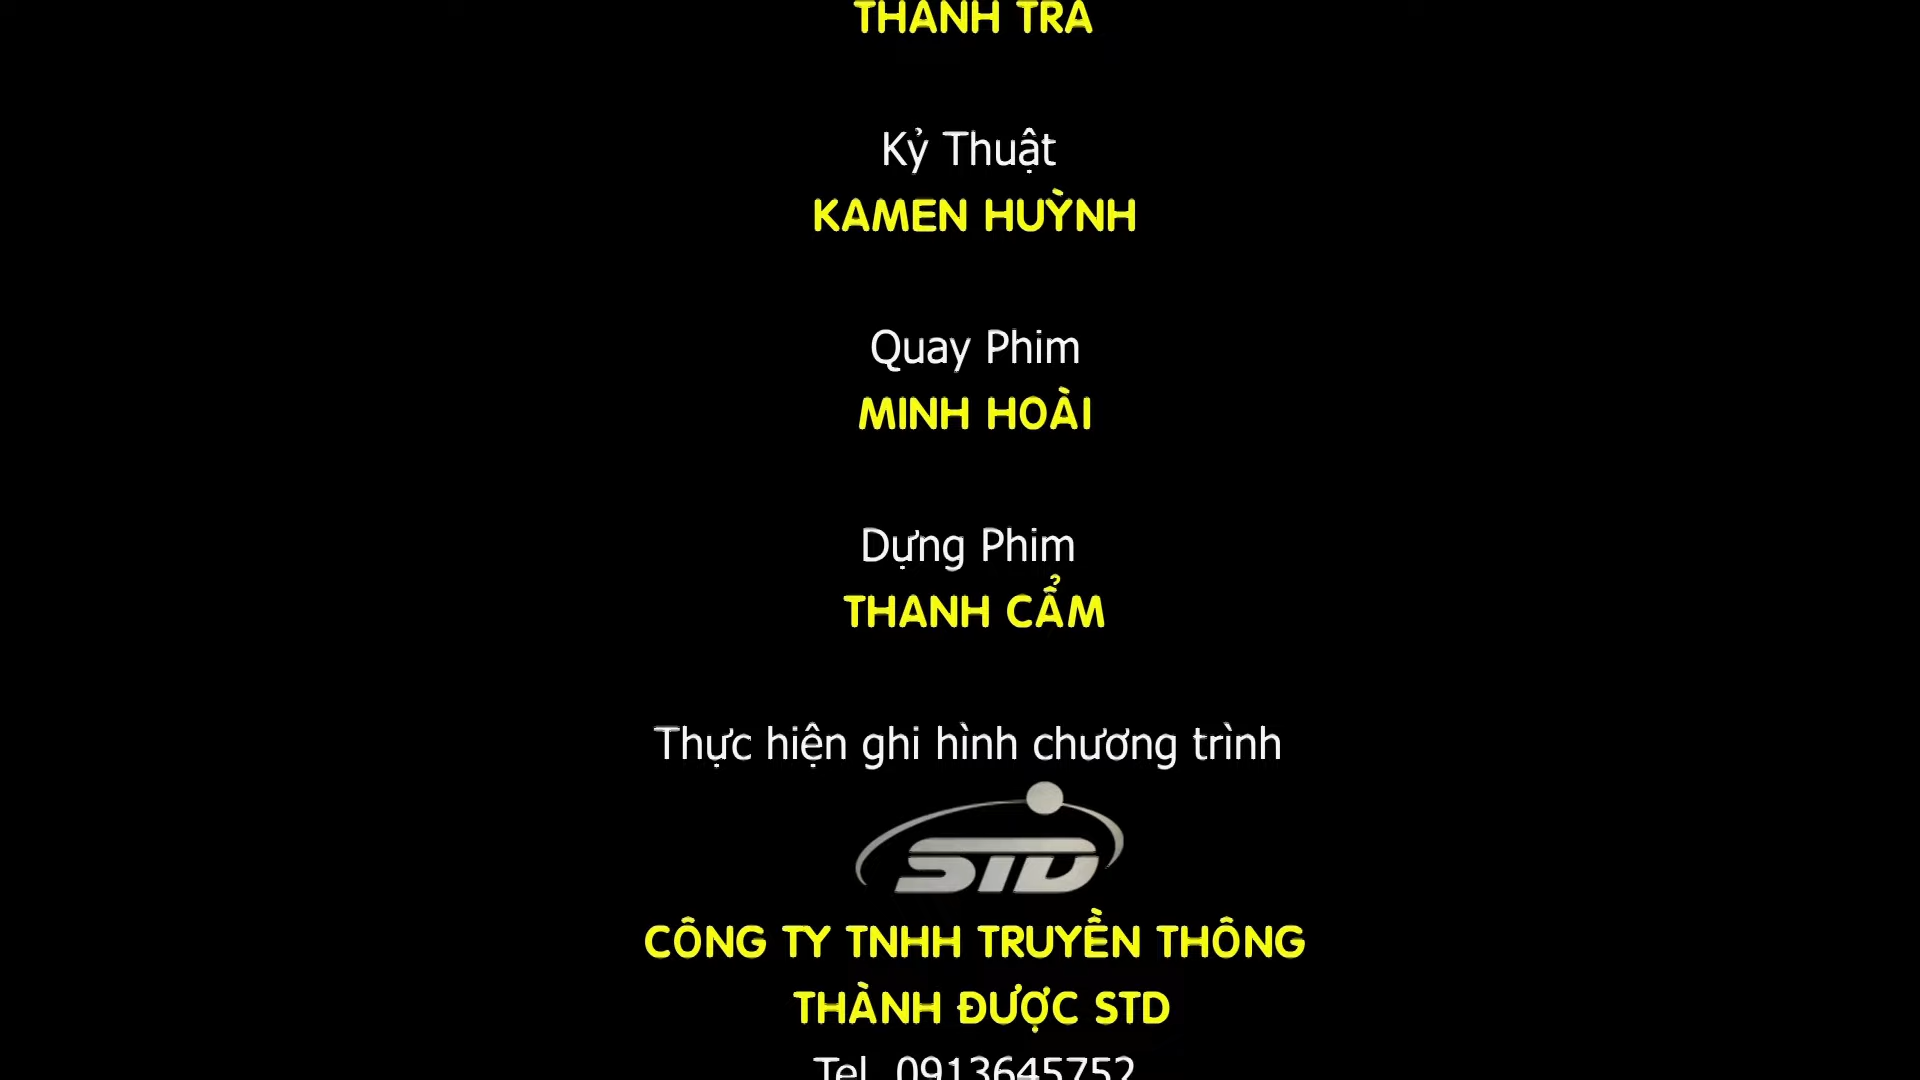 THANH TRÀ
Kỷ Thuật
KAMEN HUỲNH
Quay Phim
MINH HOÀI
Dựng Phim
THANH CẨM
Thực hiện ghi hình chương trình
STD
CÔNG TY TNHH TRUYỀN THÔNG
THÀNH ĐƯỢC STD
Tel. 0913645752